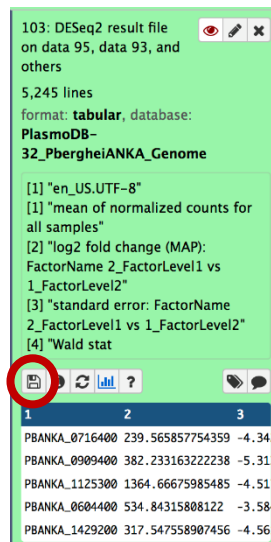 103: DESeq2 result file
on data 95, data 93, and
others
5,245 lines
format: tabular, database:
PlasmoDB-
32_PbergheiANKA_Genome
[1] "en_US.UTF-8"
[1] "mean of normalized counts for
all samples"
[2] "log2 fold change (MAP):
FactorName 2_FactorLevel1 vs
1_FactorLevel2"
[3] "standard error: FactorName
2_FactorLevel1 vs 1_FactorLevel2"
[4] "Wald stat
?
1 2 3
PBANKA_0716400 239.565857754359 -4.34
PBANKA_0909400 382.233163222238 -5.31
PBANKA_1125300 1364.66675985485 -4.51
PBANKA_0604400 534.84315808122 -3.58
PBANKA_1429200 317.547558907456 -4.56